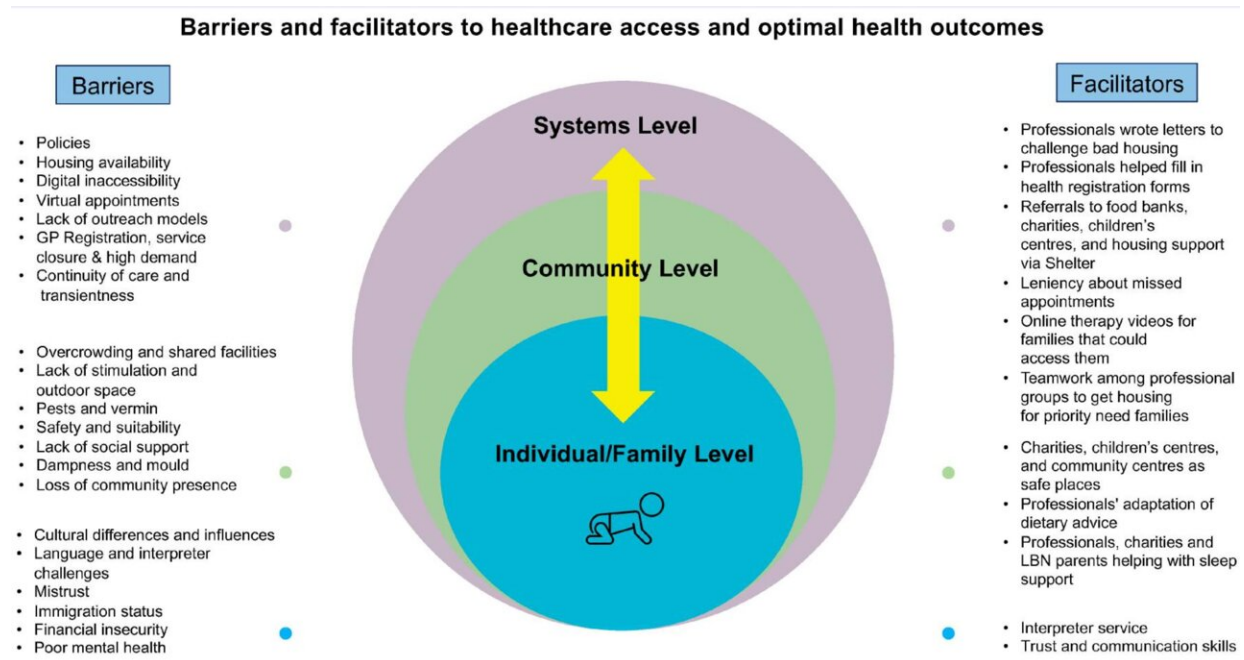 Barriers and facilitators to healthcare access and optimal health outcomes
Barriers
• Policies
• Housing availability
• Digital inaccessibility
• Virtual appointments
• Lack of outreach models
• GP Registration, service
closure & high demand
• Continuity of care and
transientness
• Overcrowding and shared facilities
• Lack of stimulation and
outdoor space
• Pests and vermin
• Safety and suitability
• Lack of social support
• Dampness and mould
• Loss of community presence
• Cultural differences and influences
• Language and interpreter
challenges
• Mistrust
• Immigration status
• Financial insecurity
• Poor mental health
Systems Level
Community Level
Individual/Family Level
Facilitators
• Professionals wrote letters to
challenge bad housing
• Professionals helped fill in
health registration forms
• Referrals to food banks,
charities, children's
centres, and housing support
via Shelter
• Leniency about missed
appointments
• Online therapy videos for
families that could
access them
• Teamwork among professional
groups to get housing
for priority need families
• Charities, children's centres,
and community centres as
safe places
• Professionals' adaptation of
dietary advice
• Professionals, charities and
LBN parents helping with sleep
support
• Interpreter service
• Trust and communication skills